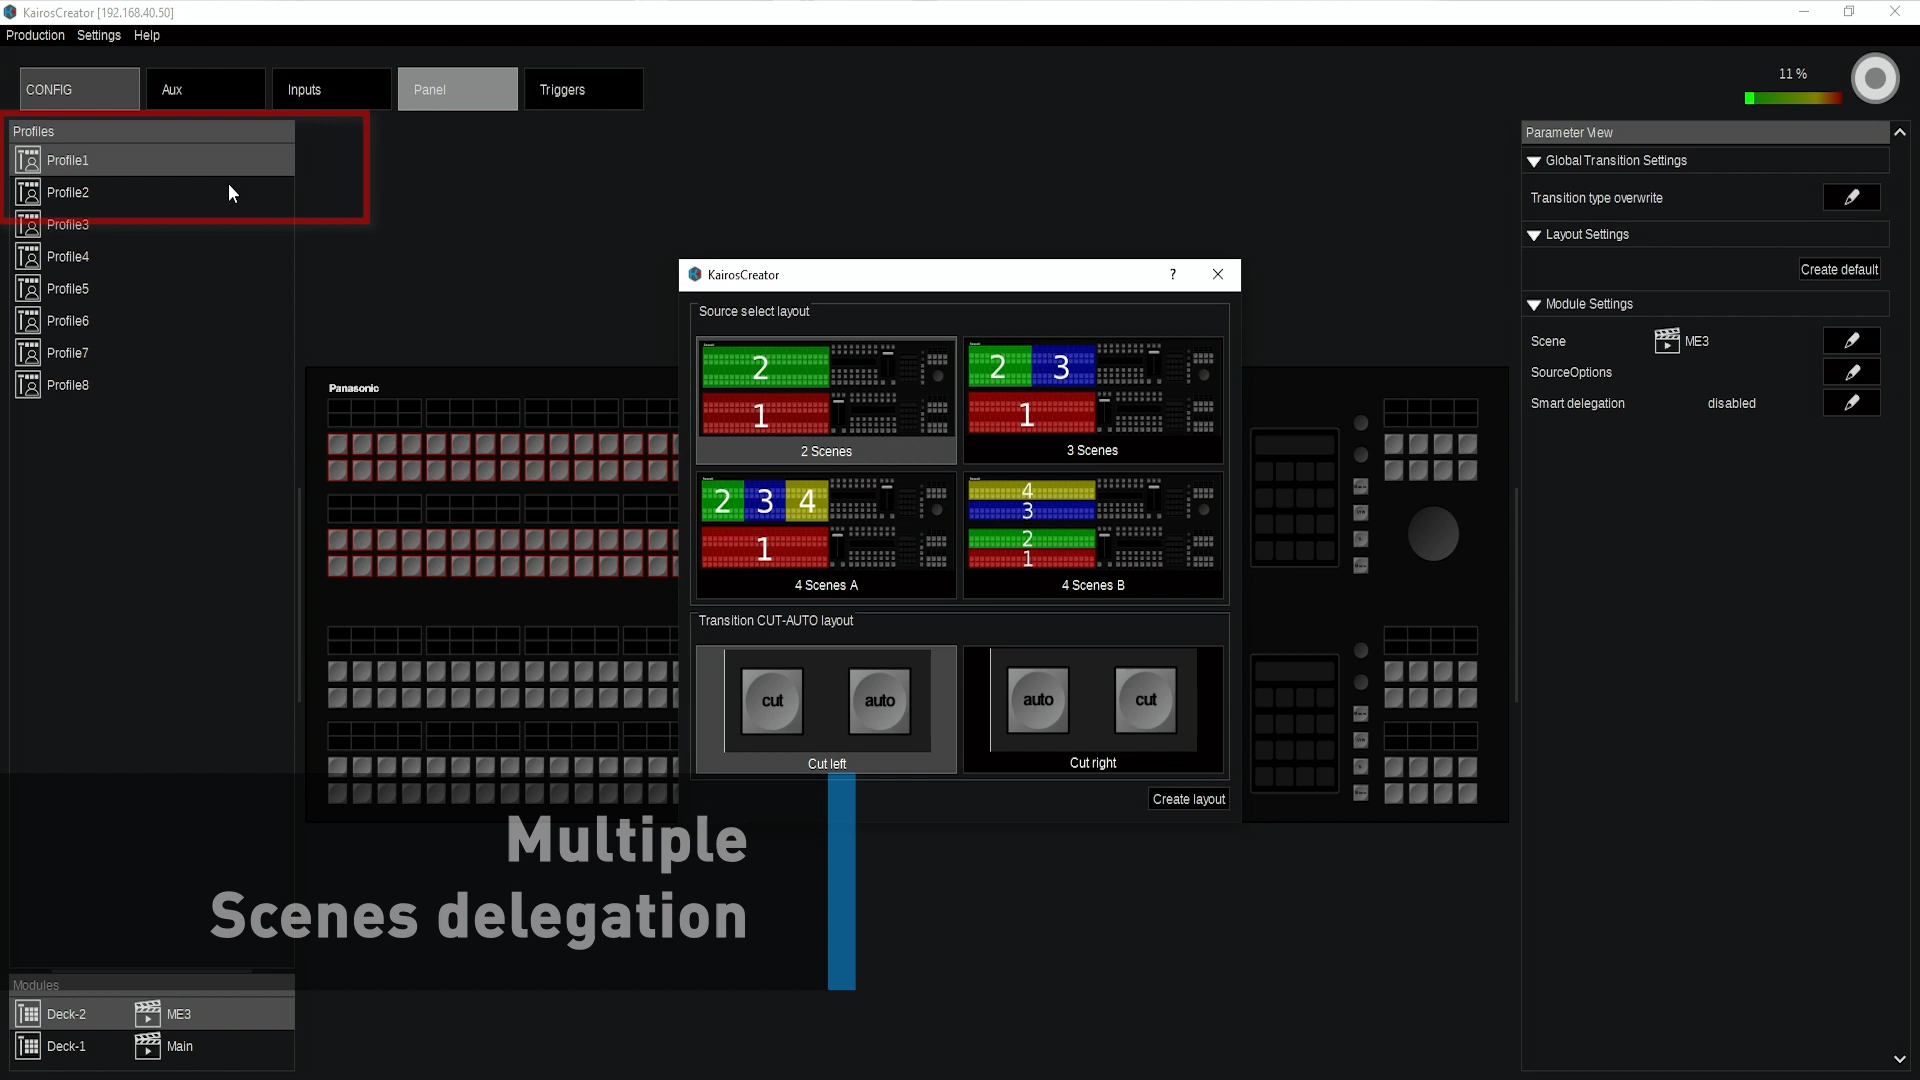 KairosCreator [192.168.40.50]
Production Settings Help
CONFIG
Aux
Inputs
Panel
Triggers
11 %
Profiles
Profile1
Profile2
Profile3
Profile4
Profile5
Profile6
Profile7
Profile8
Panasonic
KairosCreator
?
Source select layout
2
1
2 Scenes
2 3
1
3 Scenes
2 3 4
1
4 Scenes A
4
3
2
1
4 Scenes B
Transition CUT-AUTO layout
cut auto
Cut left
auto cut
Cut right
Create layout
Parameter View
Global Transition Settings
Transition type overwrite
Layout Settings
Create default
Module Settings
Scene ME3
SourceOptions
Smart delegation disabled
Multiple
Scenes delegation
Modules
Deck-2 ME3
Deck-1 Main